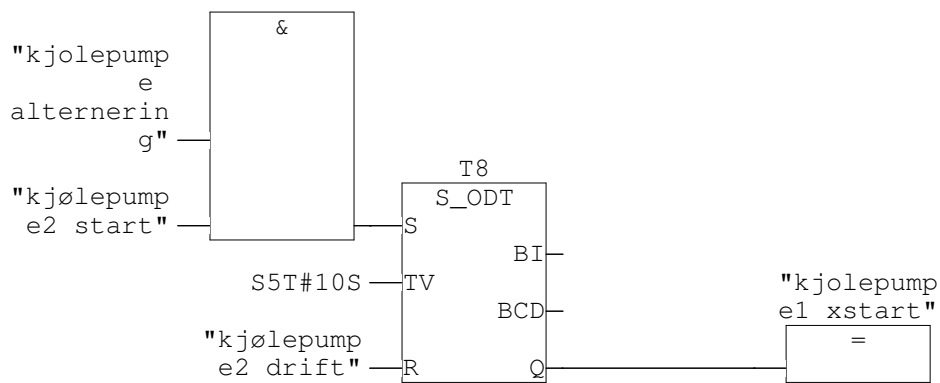 &
"kjolepump
e
alternerin
g"
T8
"kjølepump
e2 start"
S_ODT
S
BI
S5T#10S
TV
"kjolepump
e1 xstart"
BCD
=
"kjølepump
e2 drift"
R
Q